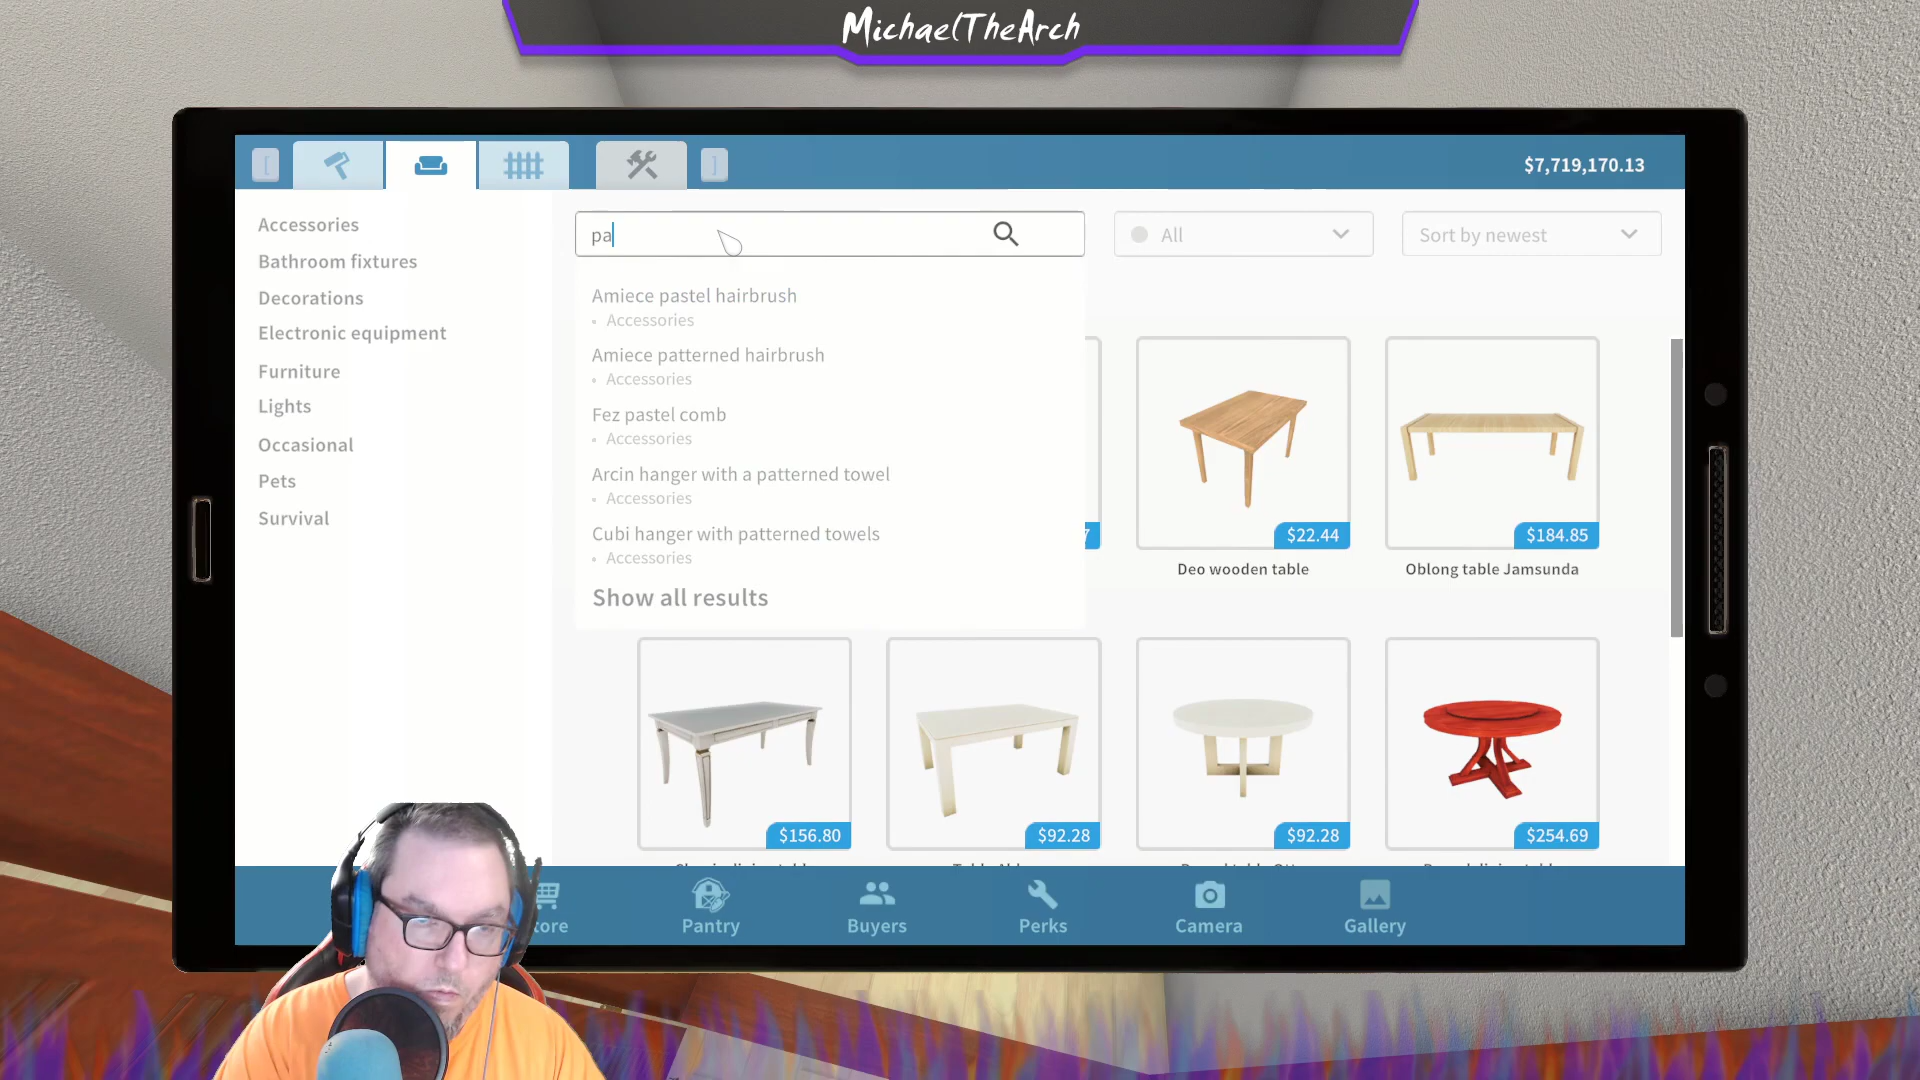 MichaelTheArch
[
]
$7,719,170.13
Accessories
Bathroom fixtures
Decorations
Electronic equipment
Furniture
Lights
Occasional
Pets
Survival
pa
All
Sort by newest
Amiece pastel hairbrush
• Accessories
Amiece patterned hairbrush
• Accessories
Fez pastel comb
• Accessories
Arcin hanger with a patterned towel
• Accessories
Cubi hanger with patterned towels
• Accessories
Show all results
$22.44
Deo wooden table
$184.85
Oblong table Jamsunda
$156.80
$92.28
$92.28
$254.69
Pantry
Buyers
Perks
Camera
Gallery